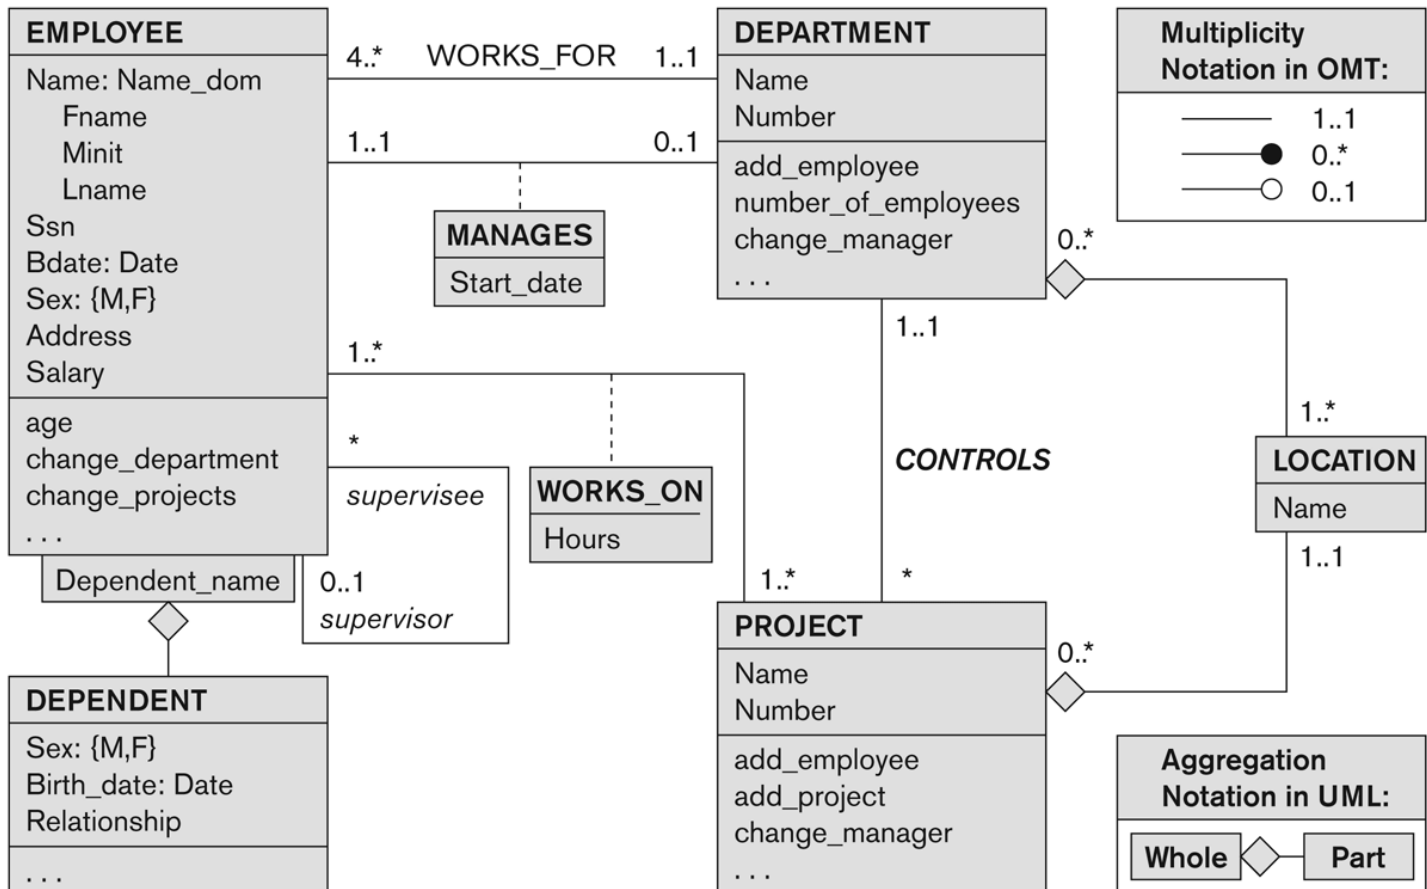 EMPLOYEE
Name: Name_dom
Fname
Minit
Lname
Ssn
Bdate: Date
Sex: {M,F}
Address
Salary
age
change_department
change_projects
. . .
Dependent_name
4..*
WORKS_FOR
1..1
1..1
0..1
MANAGES
Start_date
1..*
*
supervisee
0..1
supervisor
WORKS_ON
Hours
1..*
DEPARTMENT
Name
Number
add_employee
number_of_employees
change_manager
. . .
0..*
1..1
CONTROLS
*
1..*
LOCATION
Name
1..1
0..*
PROJECT
Name
Number
add_employee
add_project
change_manager
. . .
DEPENDENT
Sex: {M,F}
Birth_date: Date
Relationship
. . .
Multiplicity
Notation in OMT:
1..1
0..*
0..1
Aggregation
Notation in UML:
Whole
Part